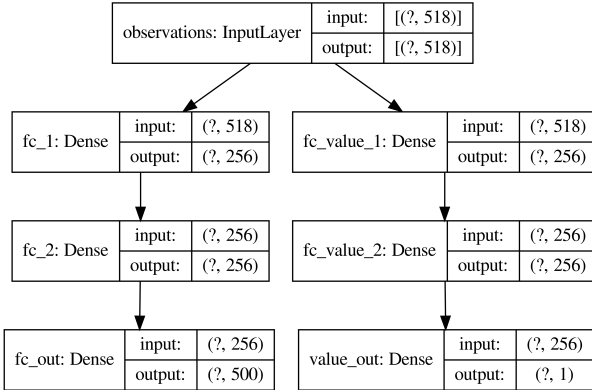 observations: InputLayer
input: [(?, 518)]
output: [(?, 518)]
fc_1: Dense
input: (?, 518)
output: (?, 256)
fc_value_1: Dense
input: (?, 518)
output: (?, 256)
fc_2: Dense
input: (?, 256)
output: (?, 256)
fc_value_2: Dense
input: (?, 256)
output: (?, 256)
fc_out: Dense
input: (?, 256)
output: (?, 500)
value_out: Dense
input: (?, 256)
output: (?, 1)